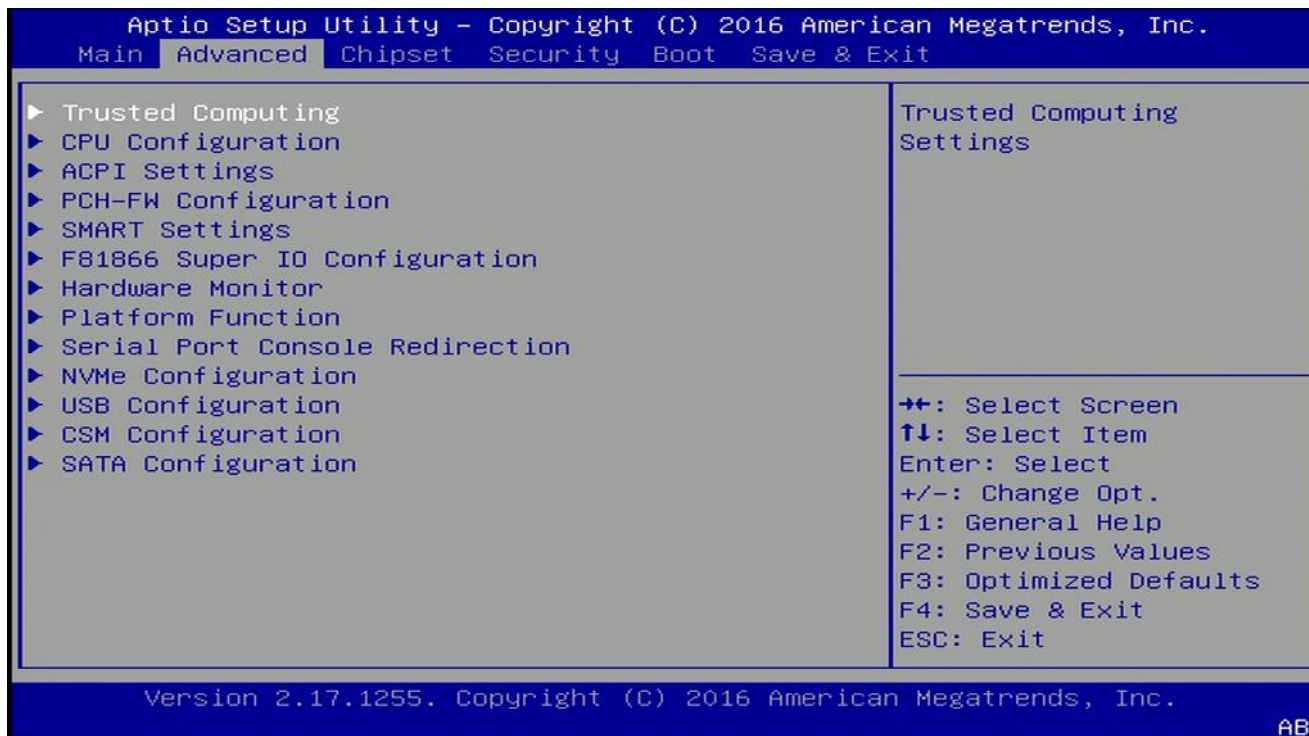 Aptio Setup Utility – Copyright (C) 2016 American Megatrends, Inc.
Main Advanced Chipset Security Boot Save & Exit
► Trusted Computing
► CPU Configuration
► ACPI Settings
► PCH-FW Configuration
► SMART Settings
► F81866 Super IO Configuration
► Hardware Monitor
► Platform Function
► Serial Port Console Redirection
► NVMe Configuration
► USB Configuration
► CSM Configuration
► SATA Configuration
Trusted Computing
Settings
→←: Select Screen
↑↓: Select Item
Enter: Select
+/-: Change Opt.
F1: General Help
F2: Previous Values
F3: Optimized Defaults
F4: Save & Exit
ESC: Exit
Version 2.17.1255. Copyright (C) 2016 American Megatrends, Inc.
AB